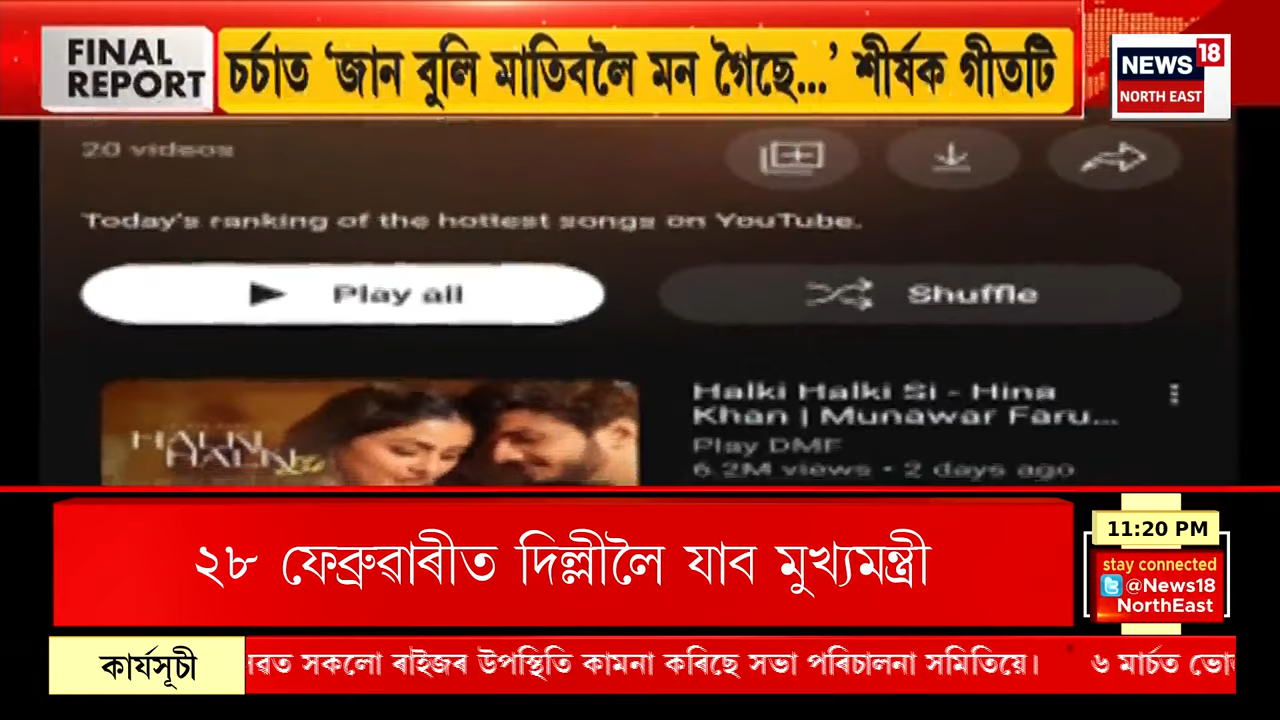 FINAL
REPORT
চৰ্চাত ‘জান বুলি মাতিবলৈ মন গৈছে...’ শীৰ্ষক গীতটি
NEWS 18
NORTH EAST
20 videos
Today's ranking of the hottest songs on YouTube.
Play all
Shuffle
HALKI
HALKI
Halki Halki Si - Hina
Khan | Munawar Faru...
Play DMF
6.2M views • 2 days ago
২৮ ফেব্ৰুৱাৰীত দিল্লীলৈ যাব মুখ্যমন্ত্ৰী
11:20 PM
stay connected
@News18
NorthEast
কাৰ্যসূচী
সকলো ৰাইজৰ উপস্থিতি কামনা কৰিছে সভা পৰিচালনা সমিতিয়ে।
৬ মাৰ্চত